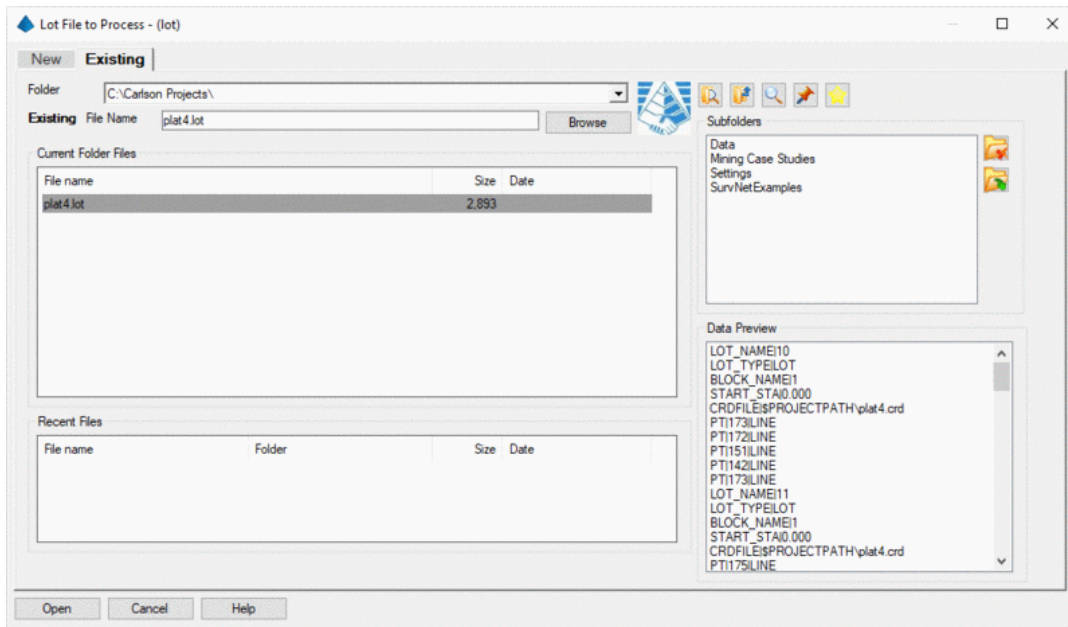 Lot File to Process - (lot)
New Existing
Folder C:\Carlson Projects\
Existing File Name plat4.lot Browse
Current Folder Files
File name Size Date
plat4.lot 2,893
Recent Files
File name Folder Size Date
Subfolders
Data
Mining Case Studies
Settings
SurvNetExamples
Data Preview
LOT_NAME|10
LOT_TYPE|LOT
BLOCK_NAME|1
START_STA|0.000
CRDFILE|$PROJECTPATH\plat4.crd
PT|173|LINE
PT|172|LINE
PT|151|LINE
PT|142|LINE
PT|173|LINE
LOT_NAME|11
LOT_TYPE|LOT
BLOCK_NAME|1
START_STA|0.000
CRDFILE|$PROJECTPATH\plat4.crd
PT|175|LINE
Open Cancel Help